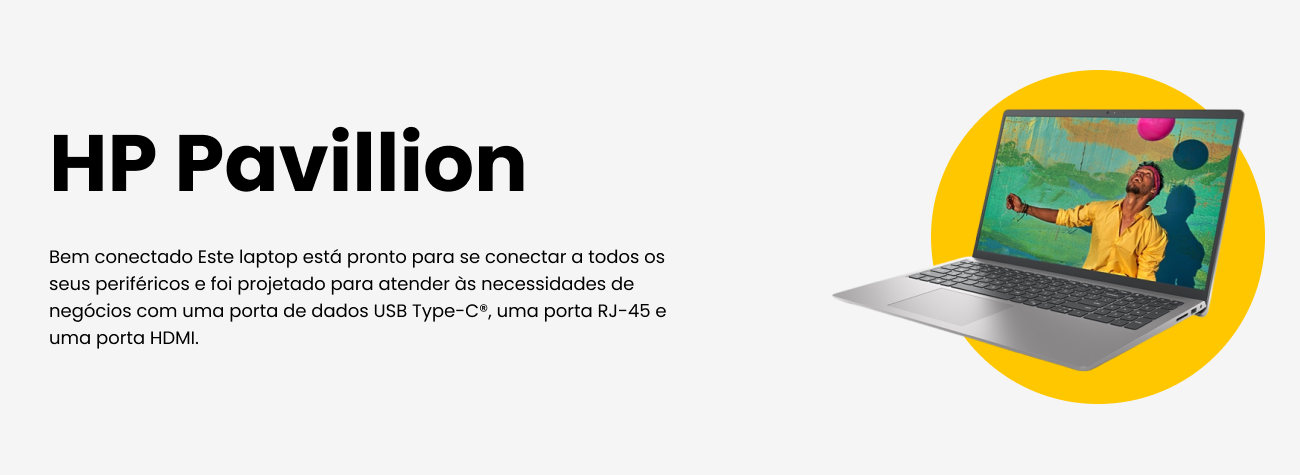 HP Pavillion
Bem conectado Este laptop está pronto para se conectar a todos os
seus periféricos e foi projetado para atender às necessidades de
negócios com uma porta de dados USB Type-C®, uma porta RJ-45 e
uma porta HDMI.